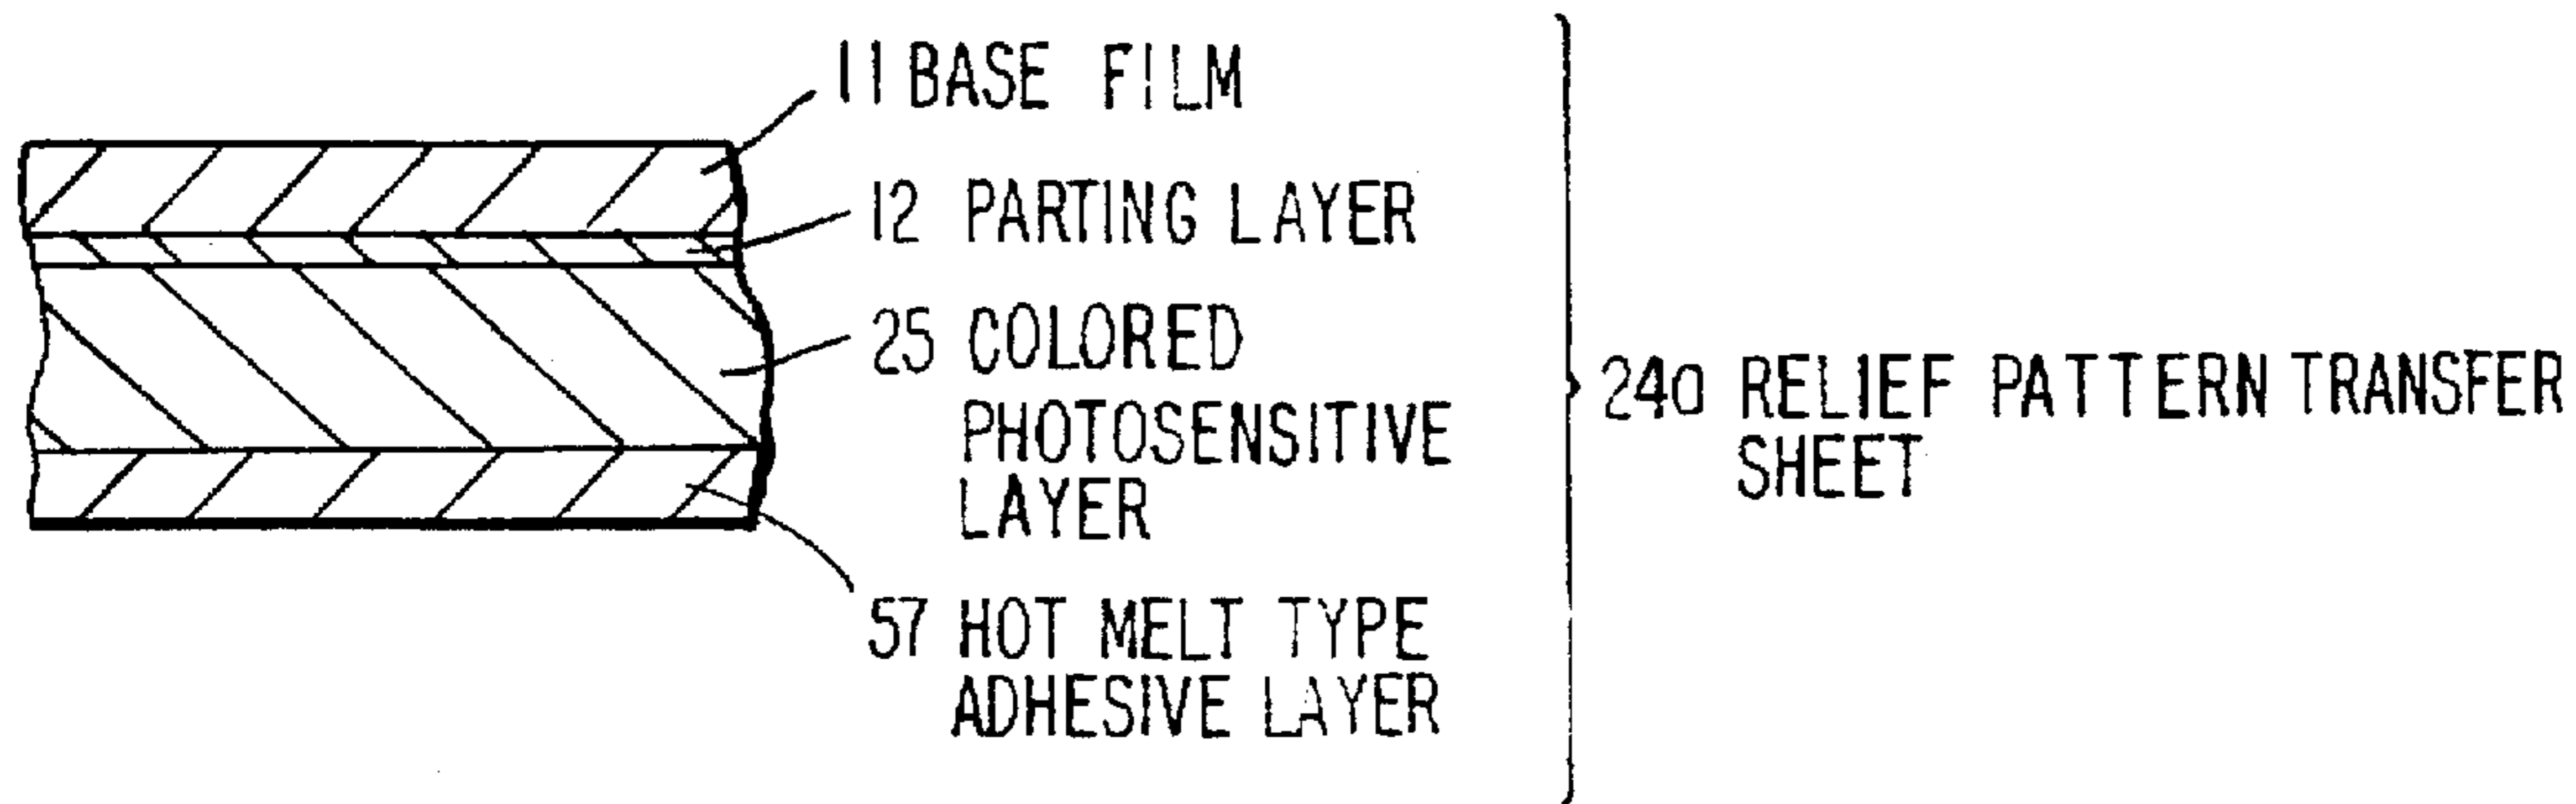 11 BASE FILM
12 PARTING LAYER
25 COLORED
PHOTOSENSITIVE
LAYER
57 HOT MELT TYPE
ADHESIVE LAYER
24a RELIEF PATTERN TRANSFER
SHEET